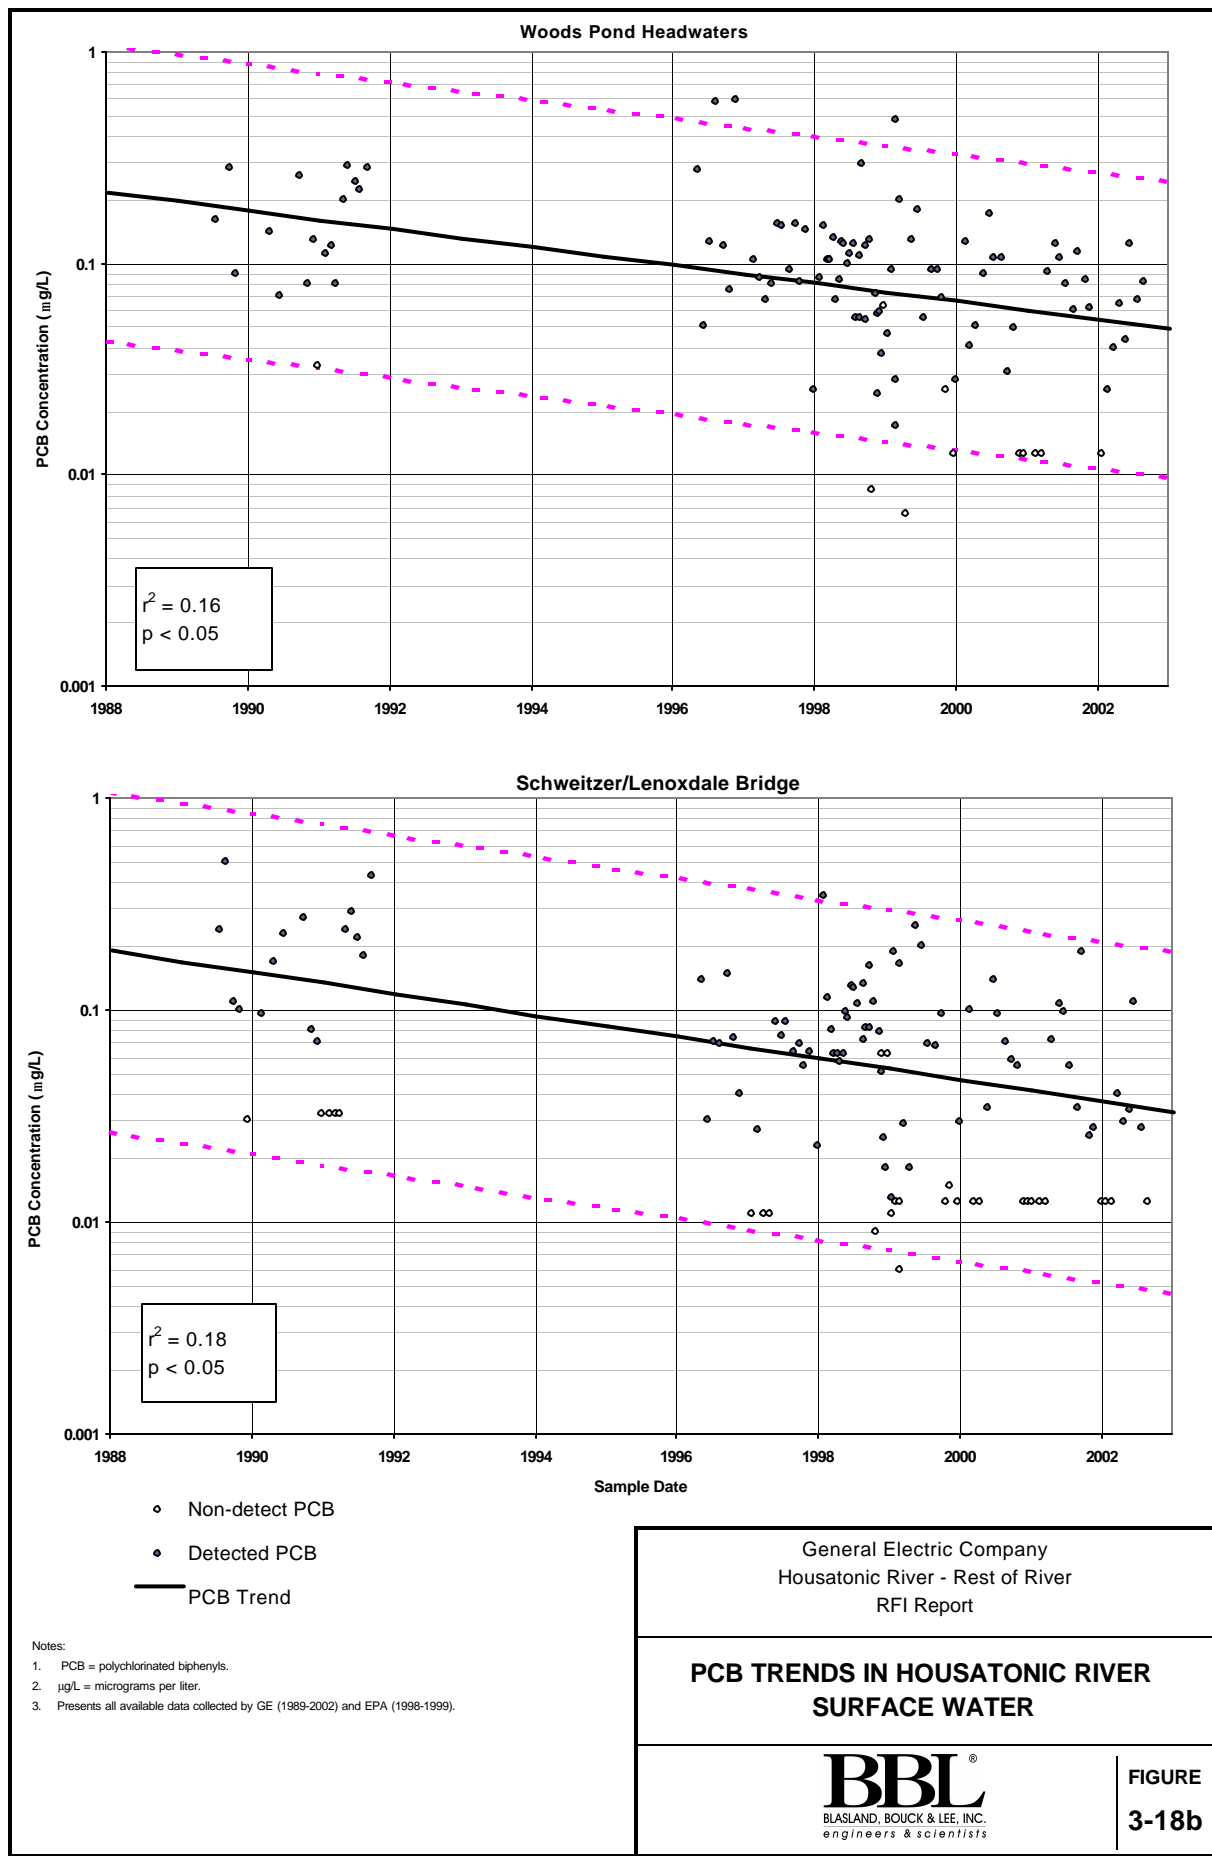 Woods Pond Headwaters
1
0.1
0.01
0.001
PCB Concentration (mg/L)
1988 1990 1992 1994 1996 1998 2000 2002
r² = 0.16
p < 0.05
Schweitzer/Lenoxdale Bridge
1
0.1
0.01
0.001
PCB Concentration (mg/L)
1988 1990 1992 1994 1996 1998 2000 2002
Sample Date
r² = 0.18
p < 0.05
Non-detect PCB
Detected PCB
PCB Trend
Notes:
1. PCB = polychlorinated biphenyls.
2. µg/L = micrograms per liter.
3. Presents all available data collected by GE (1989-2002) and EPA (1998-1999).
General Electric Company
Housatonic River - Rest of River
RFI Report
PCB TRENDS IN HOUSATONIC RIVER
SURFACE WATER
BBL®
BLASLAND, BOUCK & LEE, INC.
engineers & scientists
FIGURE
3-18b